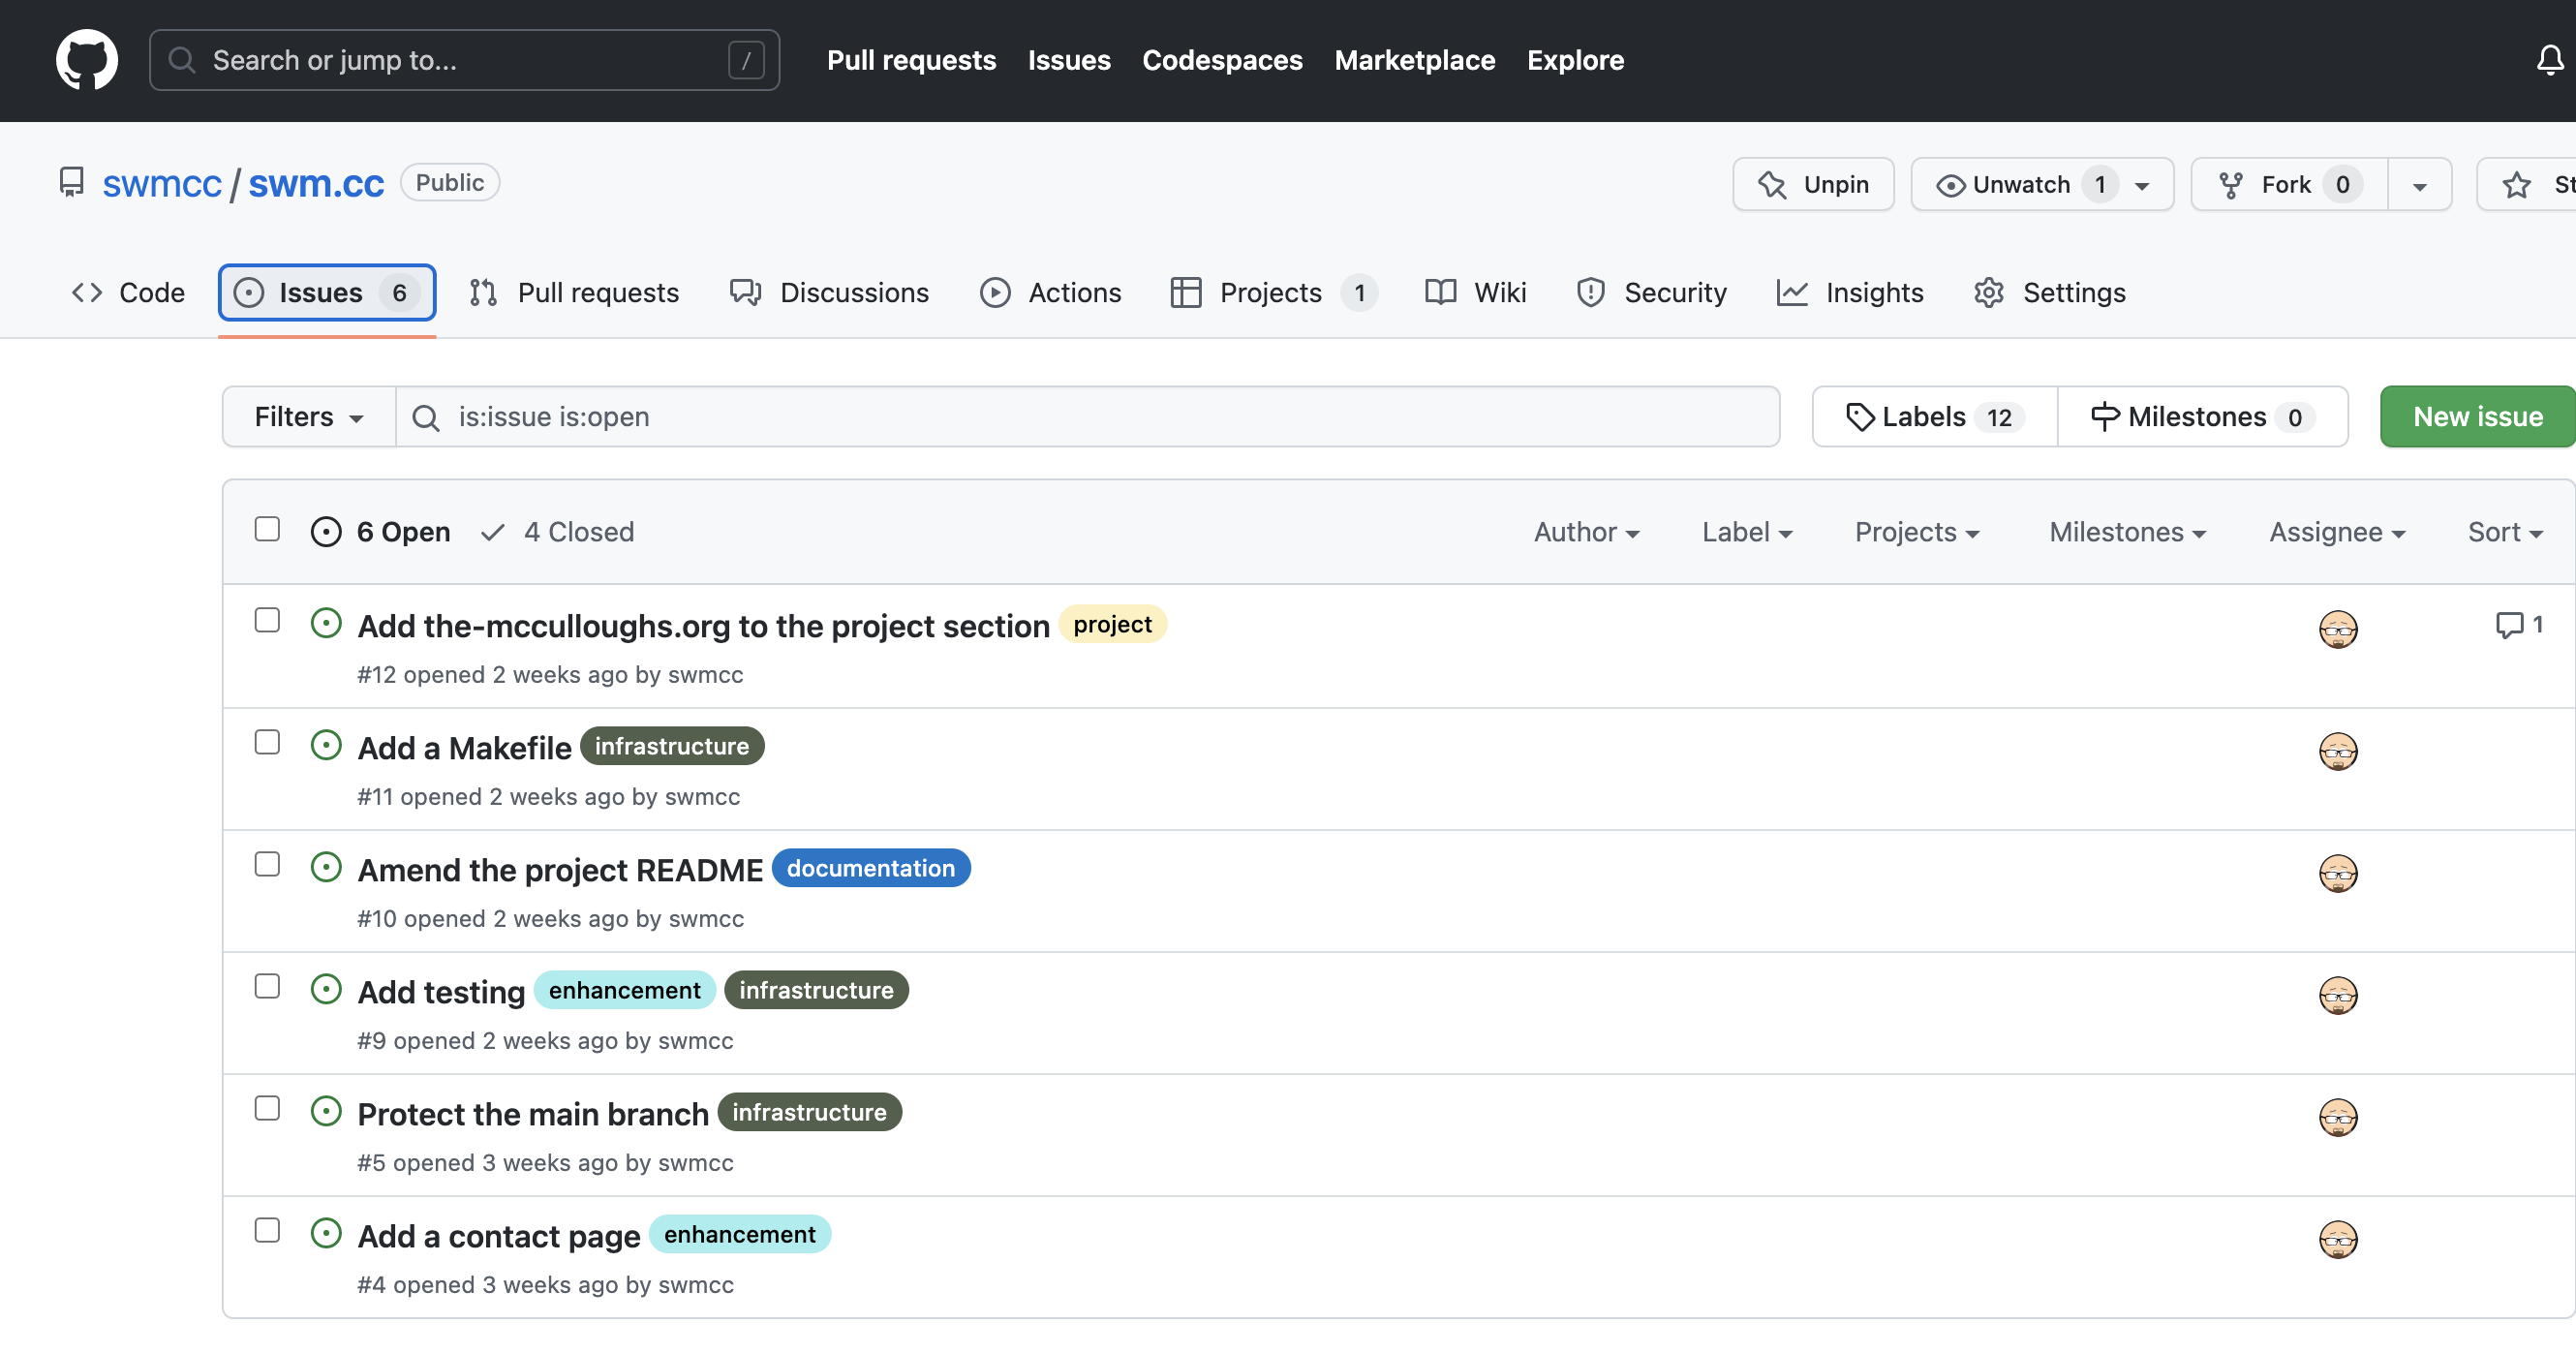 Search or jump to... /
Pull requests Issues Codespaces Marketplace Explore
swmcc / swm.cc Public
Unpin Unwatch 1 Fork 0 St
Code Issues 6 Pull requests Discussions Actions Projects 1 Wiki Security Insights Settings
Filters is:issue is:open Labels 12 Milestones 0 New issue
6 Open 4 Closed Author Label Projects Milestones Assignee Sort
Add the-mcculloughs.org to the project section project 1
#12 opened 2 weeks ago by swmcc
Add a Makefile infrastructure
#11 opened 2 weeks ago by swmcc
Amend the project README documentation
#10 opened 2 weeks ago by swmcc
Add testing enhancement infrastructure
#9 opened 2 weeks ago by swmcc
Protect the main branch infrastructure
#5 opened 3 weeks ago by swmcc
Add a contact page enhancement
#4 opened 3 weeks ago by swmcc